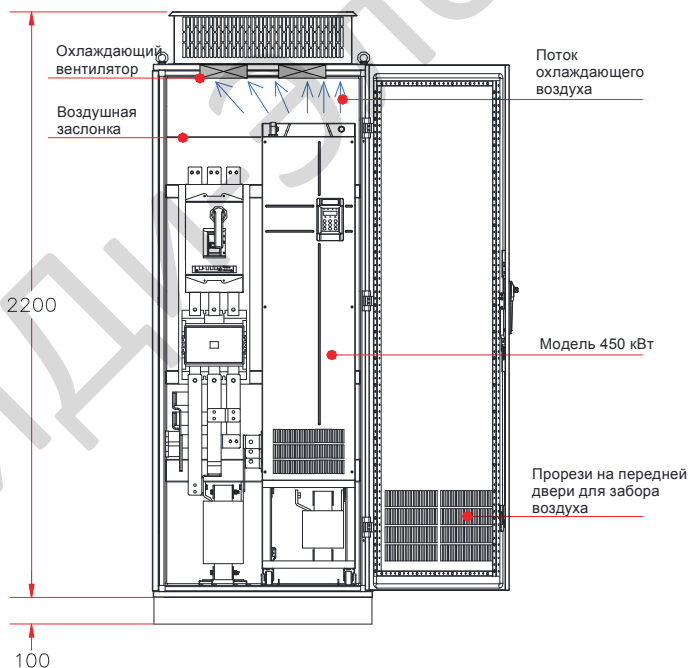 Охлаждающий
вентилятор
Поток
охлаждающего
воздуха
Воздушная
заслонка
2200
Модель 450 кВт
Прорези на передней
двери для забора
воздуха
100